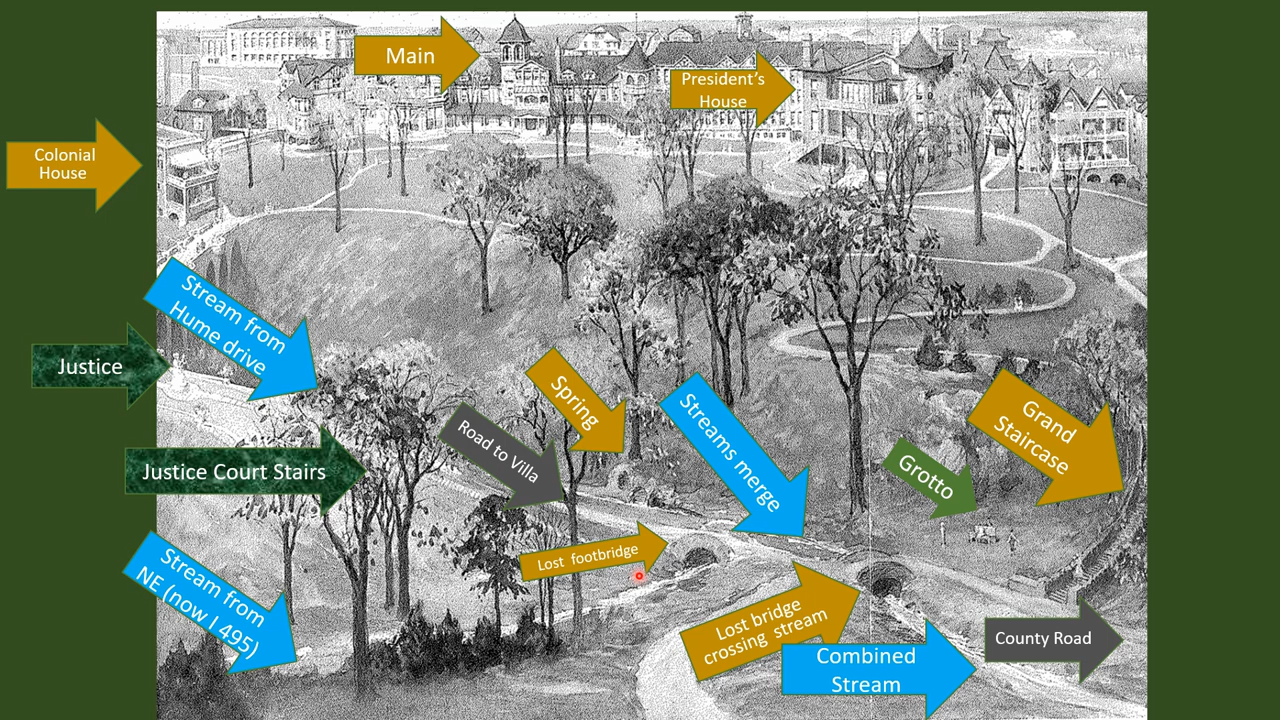 Main
President's
House
Colonial
House
Stream from
Hume drive
Justice
Spring
Streams merge
Grand
Staircase
Road to Villa
Justice Court Stairs
Grotto
Lost footbridge
Stream from
NE (now I 495)
Lost bridge
crossing stream
County Road
Combined
Stream